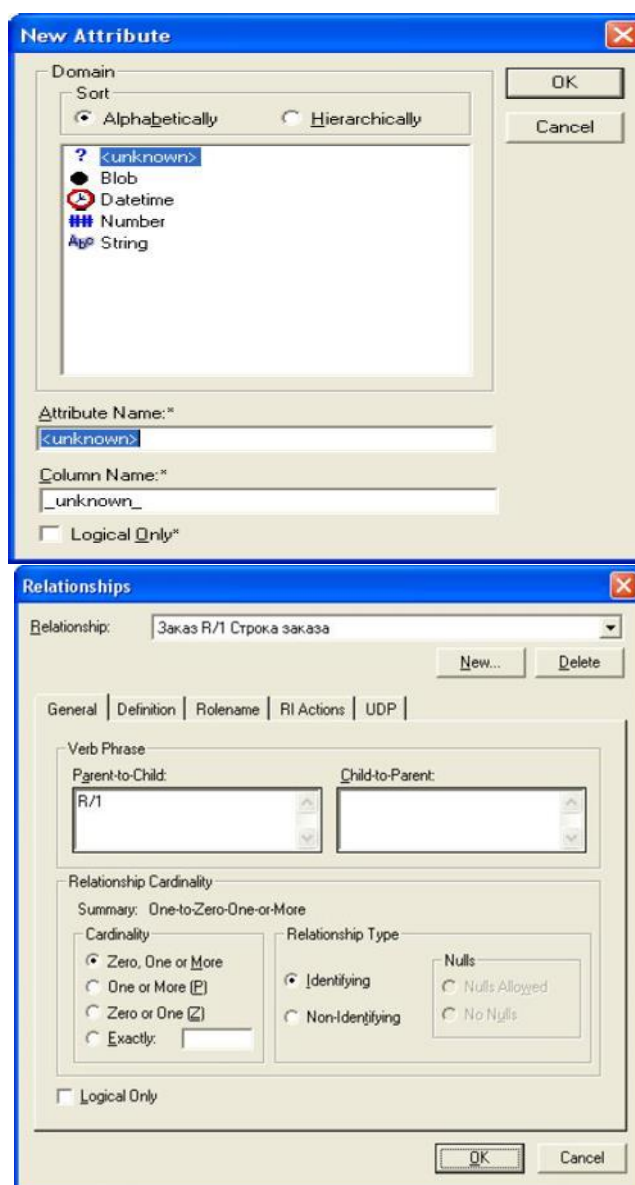 New Attribute
Domain
Sort
Alphabetically Hierarchically
OK
Cancel
? <unknown>
Blob
Datetime
Number
Abc String
Attribute Name:*
<unknown>
Column Name:*
_unknown_
Logical Only*
Relationships
Relationship: Заказ R/1 Строка заказа
New... Delete
General Definition Rolename RI Actions UDP
Verb Phrase
Parent-to-Child: Child-to-Parent:
R/1
Relationship Cardinality
Summary: One-to-Zero-One-or-More
Cardinality Relationship Type
Zero, One or More
One or More (P)
Zero or One (Z)
Exactly:
Identifying
Non-Identifying
Nulls
Nulls Allowed
No Nulls
Logical Only
OK Cancel